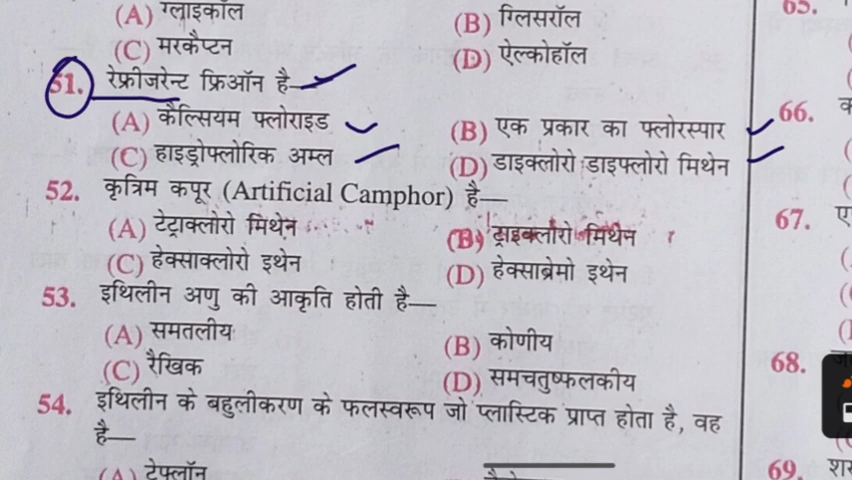 (A) ग्लाइकॉल (B) ग्लिसरॉल
(C) मरकैप्टन (D) ऐल्कोहॉल
51. रेफ्रीजरेन्ट फ्रिऑन है—
(A) कैल्सियम फ्लोराइड (B) एक प्रकार का फ्लोरस्पार
(C) हाइड्रोफ्लोरिक अम्ल (D) डाइक्लोरो डाइफ्लोरो मिथेन
52. कृत्रिम कपूर (Artificial Camphor) है—
(A) टेट्राक्लोरो मिथेन (B) ट्राइक्लोरो मिथेन
(C) हेक्साक्लोरो इथेन (D) हेक्साब्रेमो इथेन
53. इथिलीन अणु की आकृति होती है—
(A) समतलीय (B) कोणीय
(C) रैखिक (D) समचतुष्फलकीय
54. इथिलीन के बहुलीकरण के फलस्वरूप जो प्लास्टिक प्राप्त होता है, वह
है—
(A) टेफ्लॉन
65.
66.
67.
68.
69.